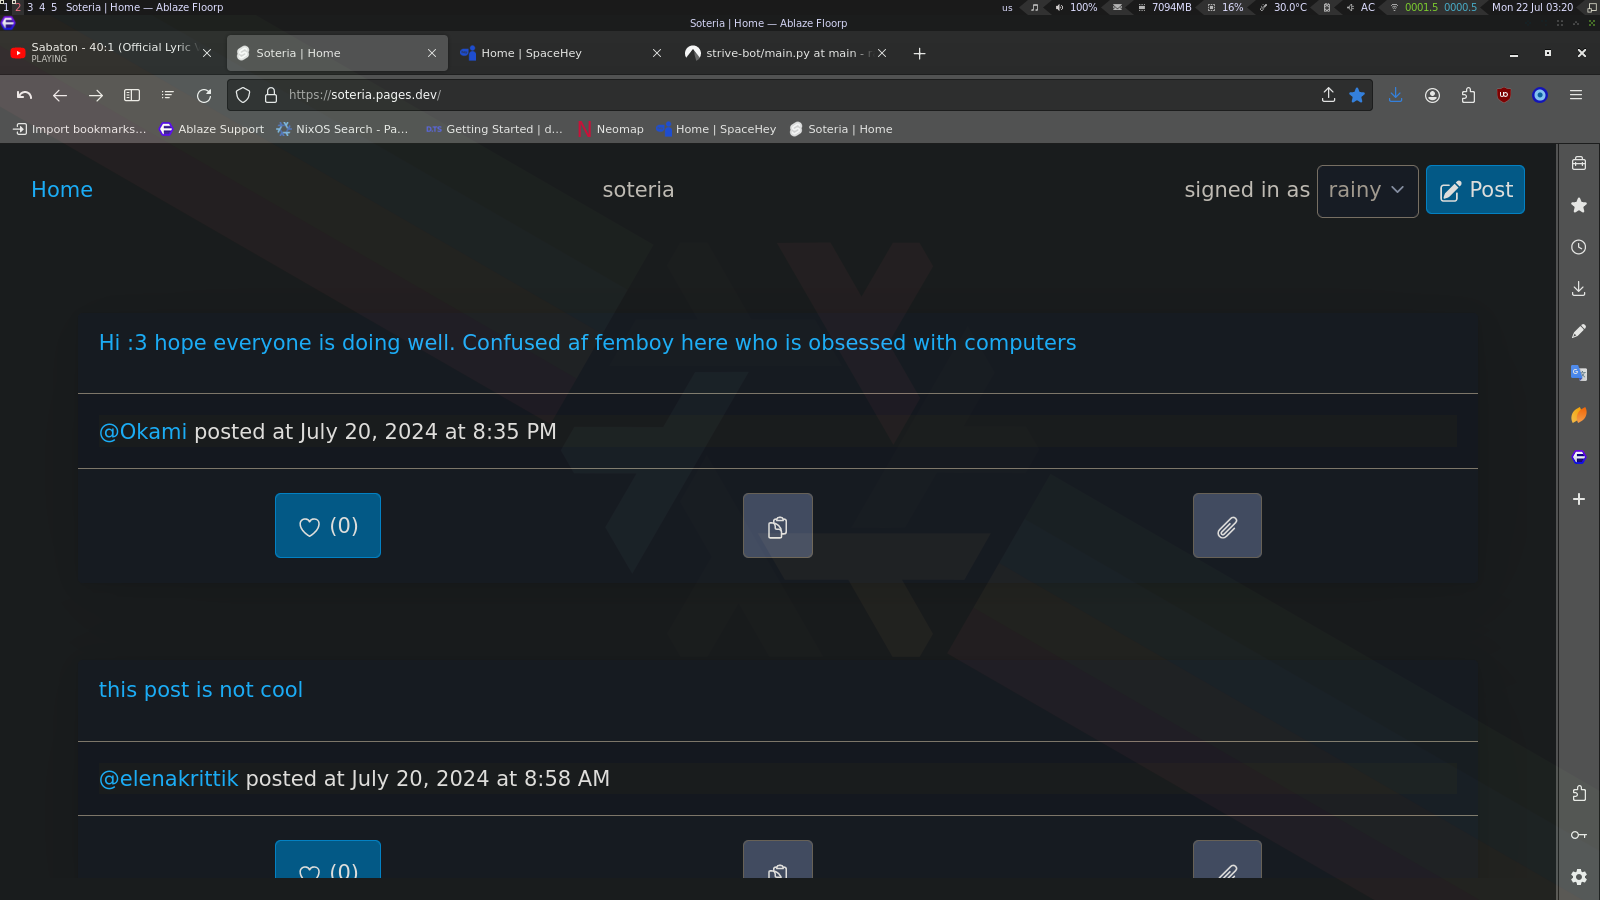 1 2 3 4 5 Soteria | Home — Ablaze Floorp us 100% 7094MB 16% 30.0°C AC 0001.5 0000.5 Mon 22 Jul 03:20
Soteria | Home — Ablaze Floorp
Sabaton - 40:1 (Official Lyric
PLAYING
Soteria | Home
Home | SpaceHey
strive-bot/main.py at main -
https://soteria.pages.dev/
Import bookmarks... Ablaze Support NixOS Search - Pa... Getting Started | d... Neomap Home | SpaceHey Soteria | Home
Home soteria signed in as rainy Post
Hi :3 hope everyone is doing well. Confused af femboy here who is obsessed with computers
@Okami posted at July 20, 2024 at 8:35 PM
(0)
this post is not cool
@elenakrittik posted at July 20, 2024 at 8:58 AM
(0)